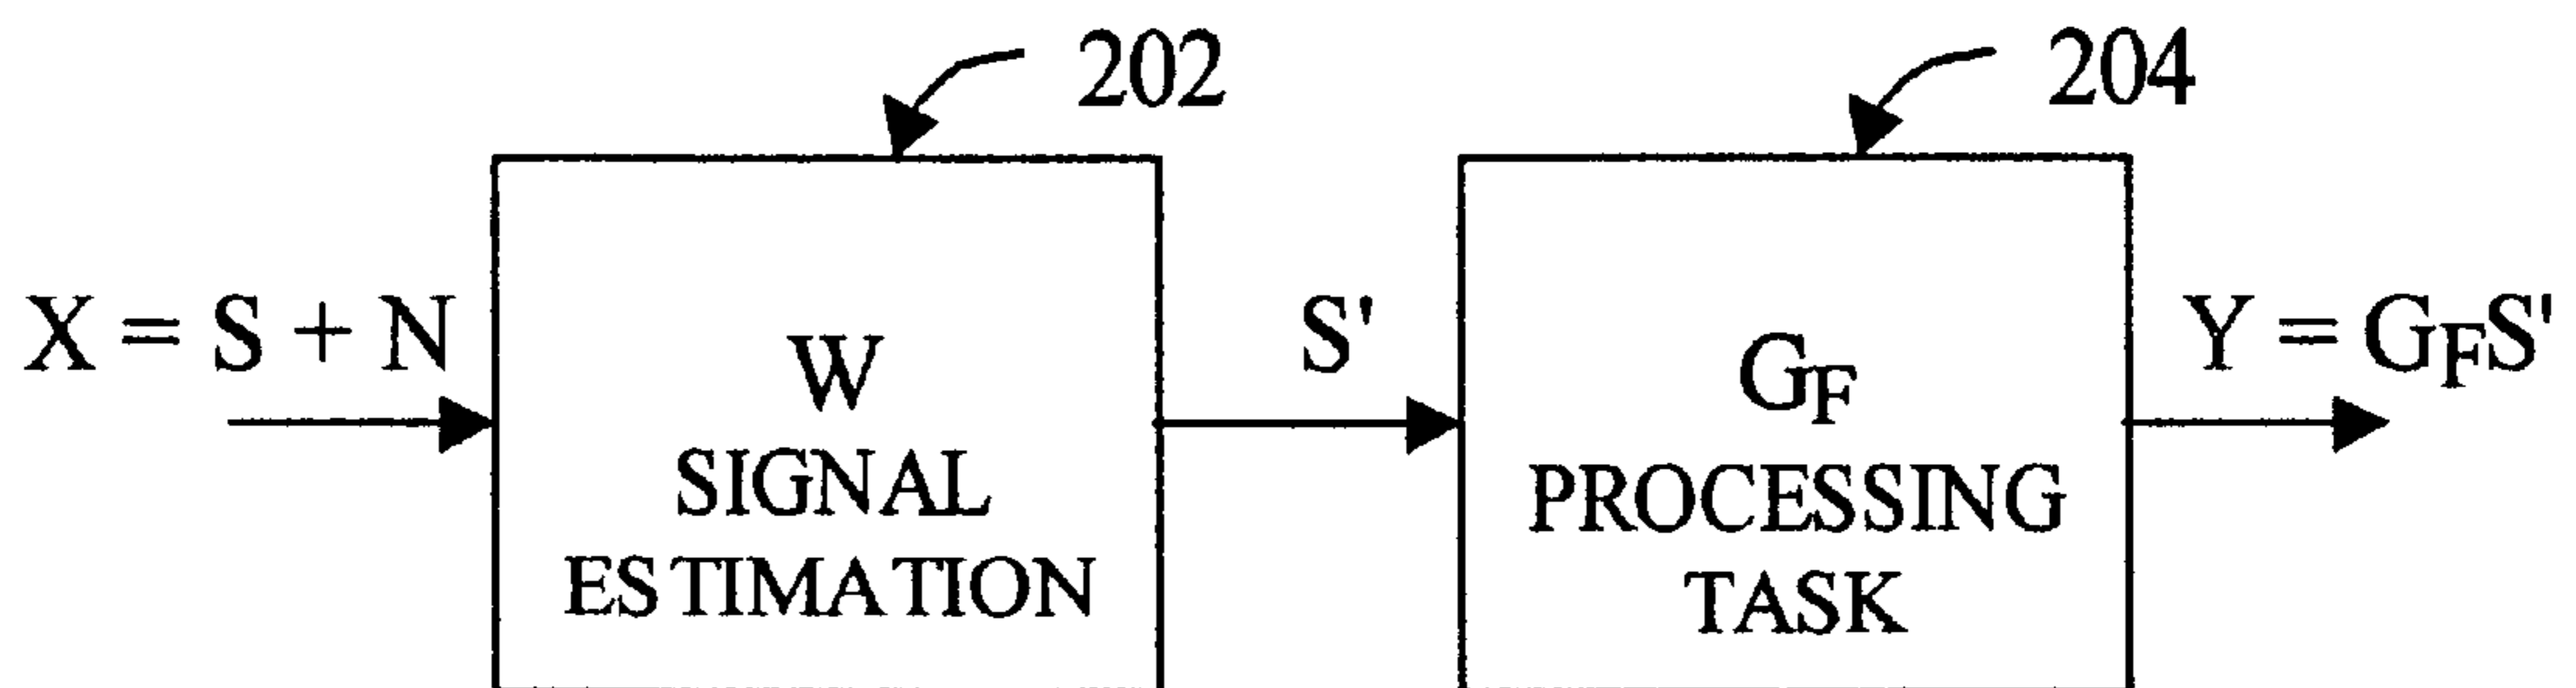 202
204
X = S + N
W
SIGNAL
ESTIMATION
S'
GF
PROCESSING
TASK
Y = GFS'